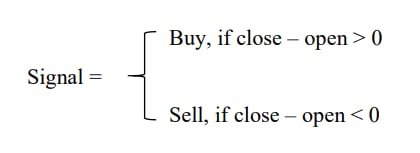 Buy, if close – open > 0
Signal =
Sell, if close – open < 0